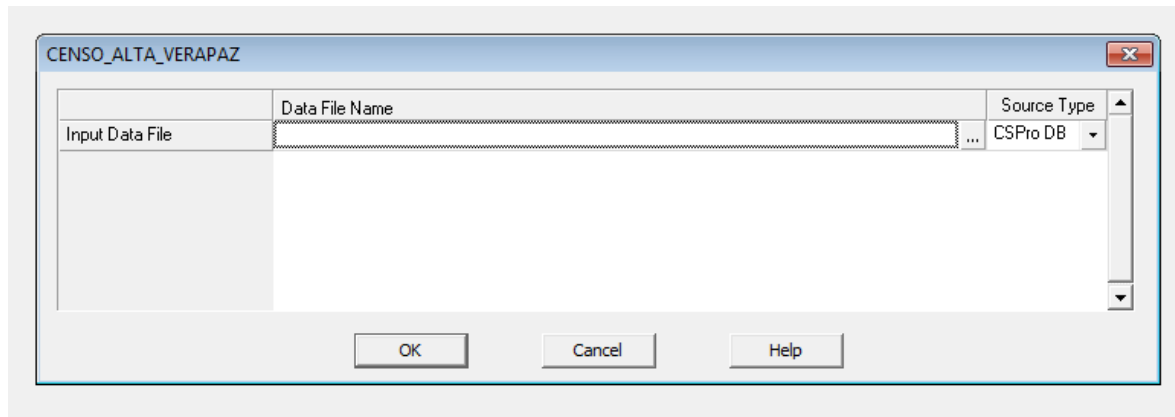 CENSO_ALTA_VERAPAZ
Data File Name Source Type
Input Data File ... CSPro DB
OK Cancel Help